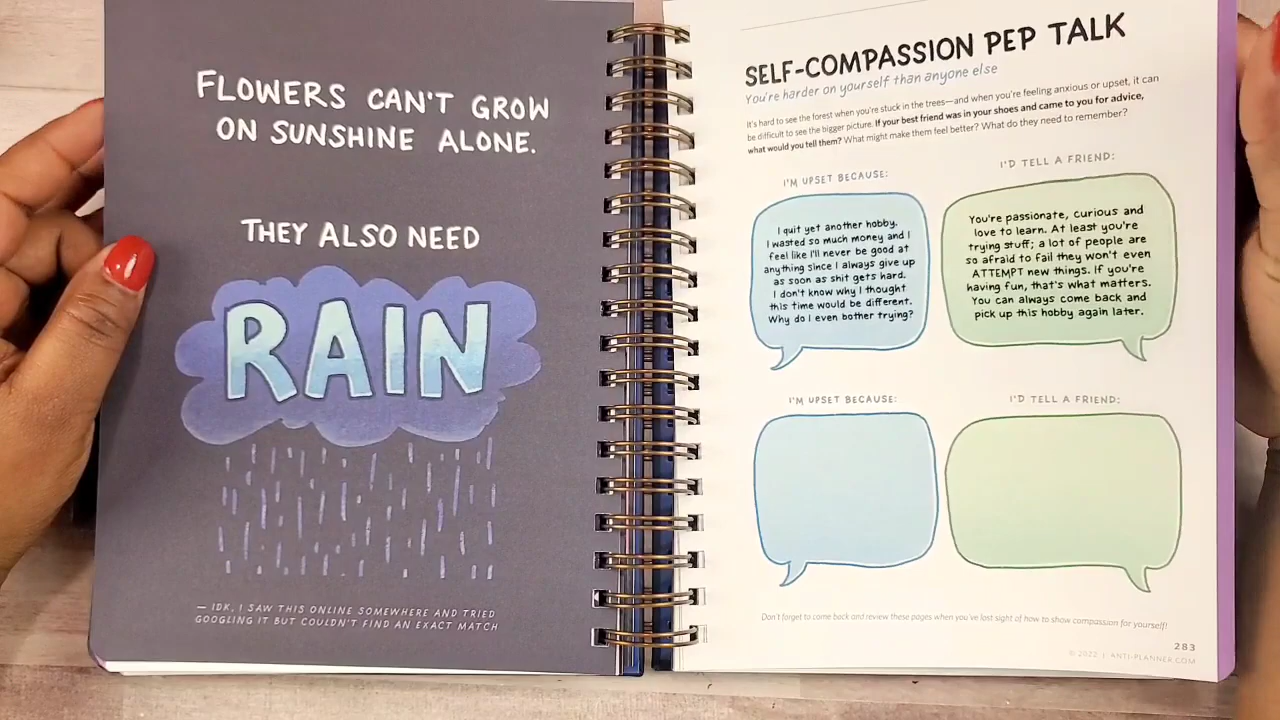 FLOWERS CAN'T GROW
ON SUNSHINE ALONE.
THEY ALSO NEED
RAIN
— IDK, I SAW THIS ONLINE SOMEWHERE AND TRIED
GOOGLING IT BUT COULDN'T FIND AN EXACT MATCH
SELF-COMPASSION PEP TALK
You're harder on yourself than anyone else
It's hard to see the forest when you're stuck in the trees—and when you're feeling anxious or upset, it can
be difficult to see the bigger picture. If your best friend was in your shoes and came to you for advice,
what would you tell them? What might make them feel better? What do they need to remember?
I'M UPSET BECAUSE:
I quit yet another hobby.
I wasted so much money and I
feel like I'll never be good at
anything since I always give up
as soon as shit gets hard.
I don't know why I thought
this time would be different.
Why do I even bother trying?
I'D TELL A FRIEND:
You're passionate, curious and
love to learn. At least you're
trying stuff; a lot of people are
so afraid to fail they won't even
ATTEMPT new things. If you're
having fun, that's what matters.
You can always come back and
pick up this hobby again later.
I'M UPSET BECAUSE:
I'D TELL A FRIEND:
Don't forget to come back and review these pages when you've lost sight of how to show compassion for yourself!
283
© 2022, ANTI-PLANNER.COM